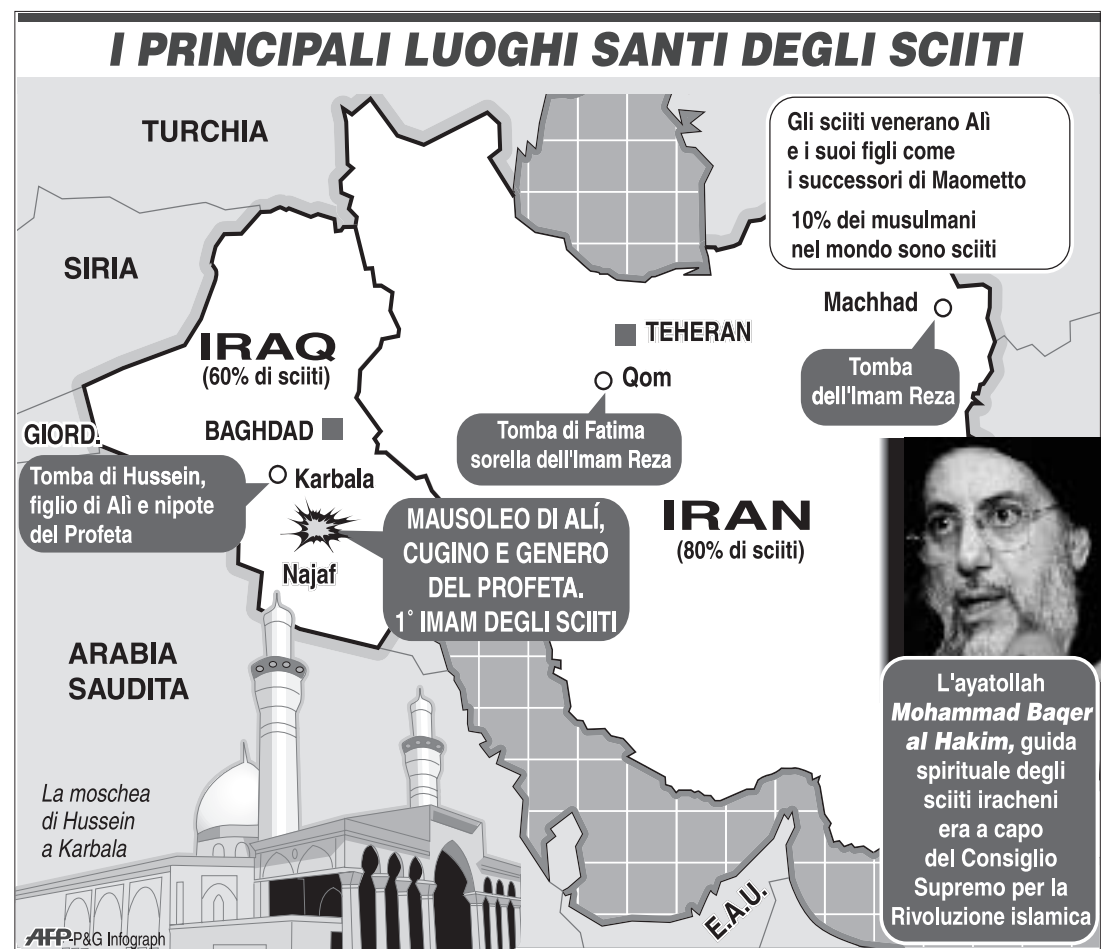 I PRINCIPALI LUOGHI SANTI DEGLI SCIITI
TURCHIA
Gli sciiti venerano Alì
e i suoi figli come
i successori di Maometto
10% dei musulmani
nel mondo sono sciiti
SIRIA
Machhad
IRAQ
(60% di sciiti)
TEHERAN
Tomba
dell'Imam Reza
Qom
GIORD.
BAGHDAD
Tomba di Fatima
sorella dell'Imam Reza
Tomba di Hussein,
figlio di Alì e nipote
del Profeta
Karbala
MAUSOLEO DI ALÍ,
CUGINO E GENERO
DEL PROFETA.
1° IMAM DEGLI SCIITI
IRAN
(80% di sciiti)
Najaf
ARABIA
SAUDITA
L'ayatollah
Mohammad Baqer
al Hakim, guida
spirituale degli
sciiti iracheni
era a capo
del Consiglio
Supremo per la
Rivoluzione islamica
La moschea
di Hussein
a Karbala
E.A.U.
AFP-P&G Infograph